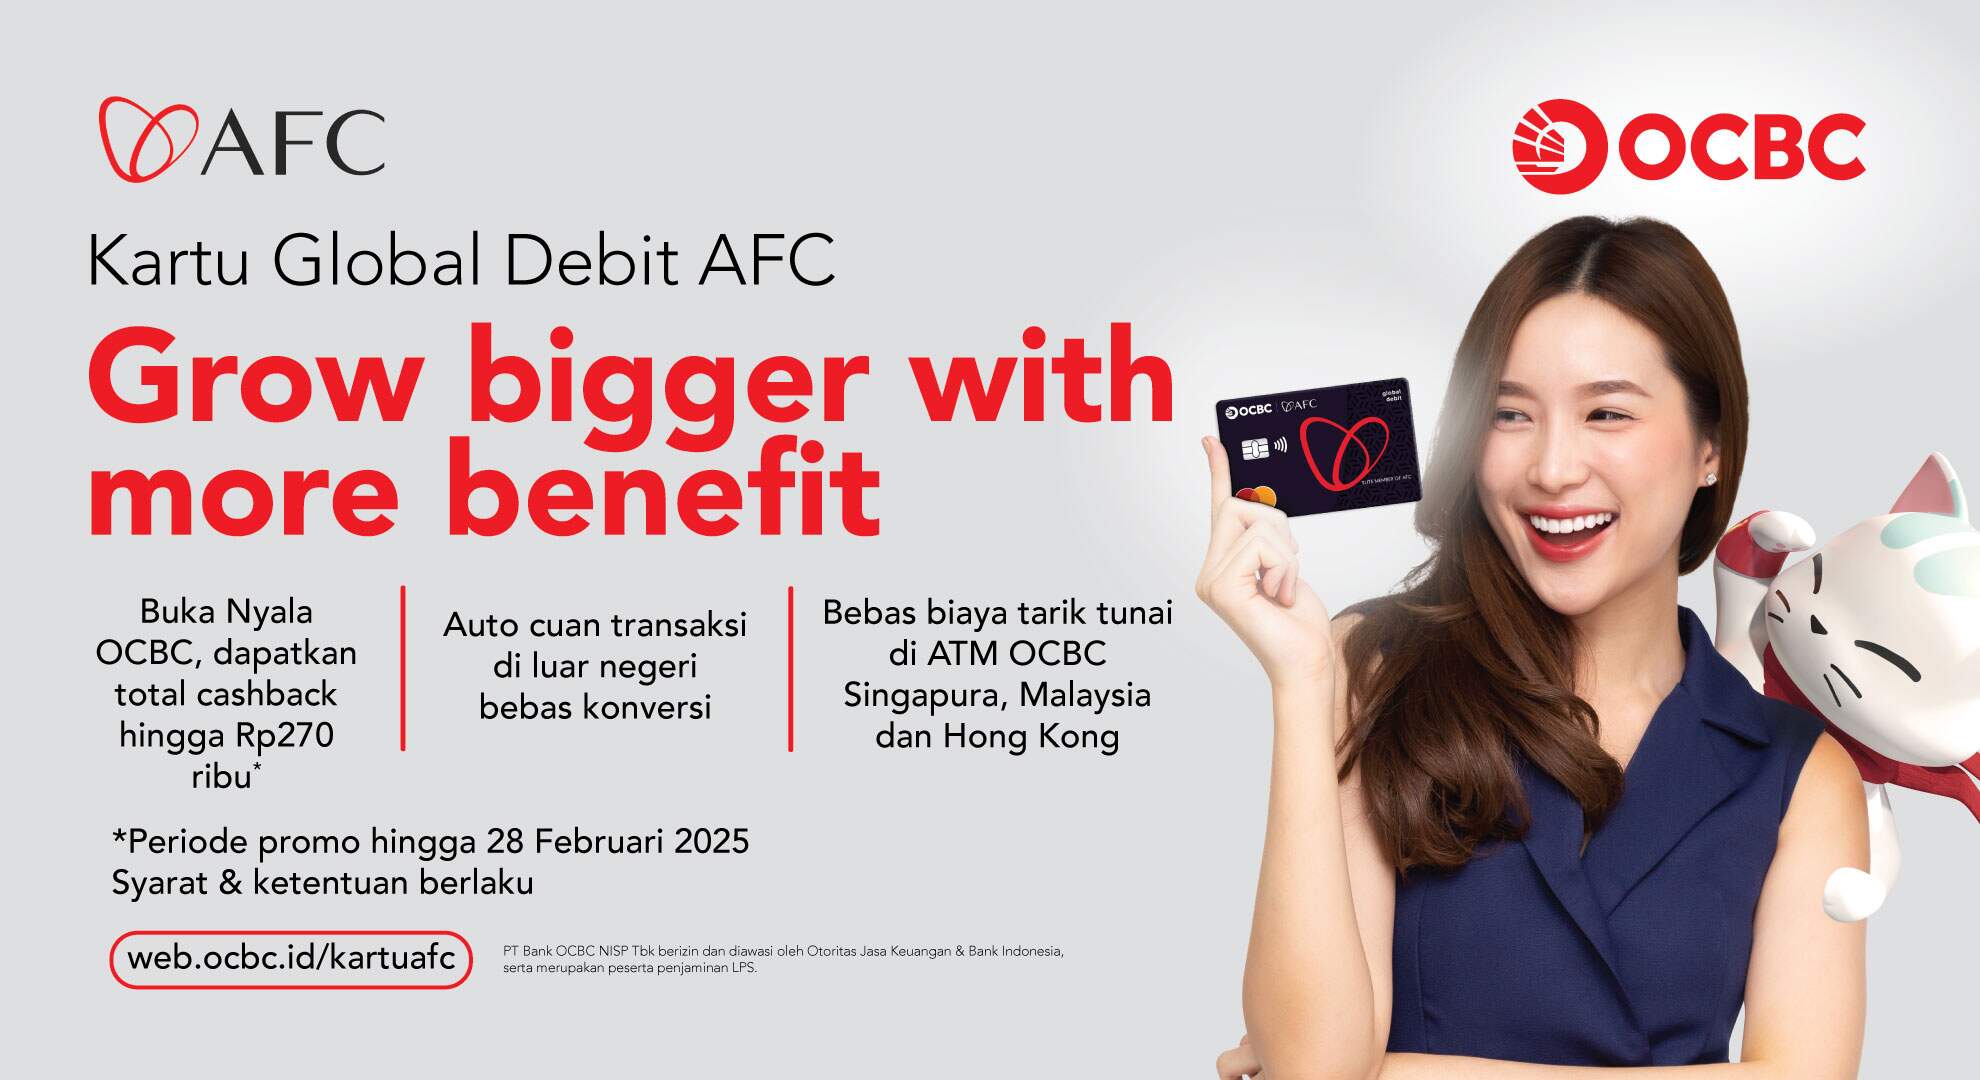 AFC
OCBC
Kartu Global Debit AFC
Grow bigger with
more benefit
Buka Nyala
OCBC, dapatkan
total cashback
hingga Rp270
ribu*
Auto cuan transaksi
di luar negeri
bebas konversi
Bebas biaya tarik tunai
di ATM OCBC
Singapura, Malaysia
dan Hong Kong
*Periode promo hingga 28 Februari 2025
Syarat & ketentuan berlaku
web.ocbc.id/kartuafc
PT Bank OCBC NISP Tbk berizin dan diawasi oleh Otoritas Jasa Keuangan & Bank Indonesia,
serta merupakan peserta penjaminan LPS.
OCBC AFC
global
debit
ELITE MEMBER OF AFC